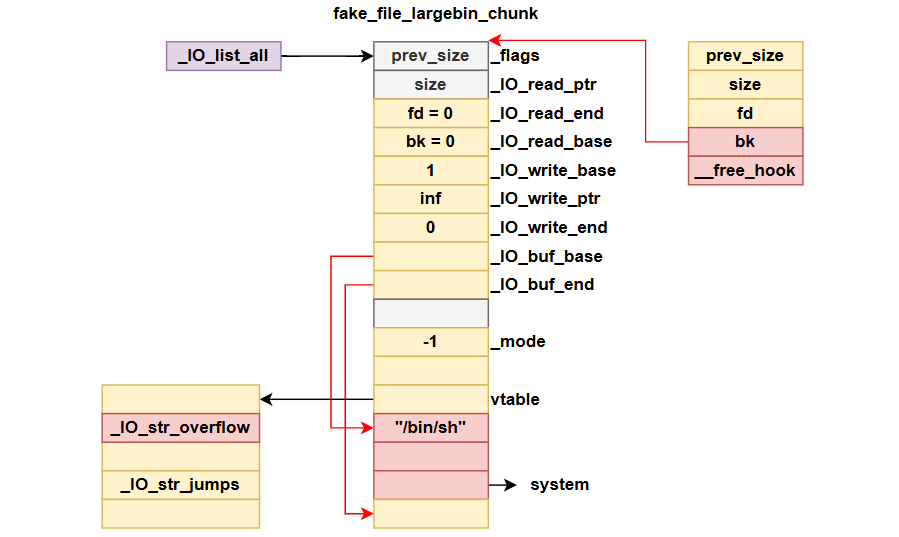 fake_file_largebin_chunk
_IO_list_all
prev_size
_flags
prev_size
size
_IO_read_ptr
size
fd = 0
_IO_read_end
fd
bk = 0
_IO_read_base
bk
1
_IO_write_base
__free_hook
inf
_IO_write_ptr
0
_IO_write_end
_IO_buf_base
_IO_buf_end
-1
_mode
vtable
_IO_str_overflow
"/bin/sh"
_IO_str_jumps
system